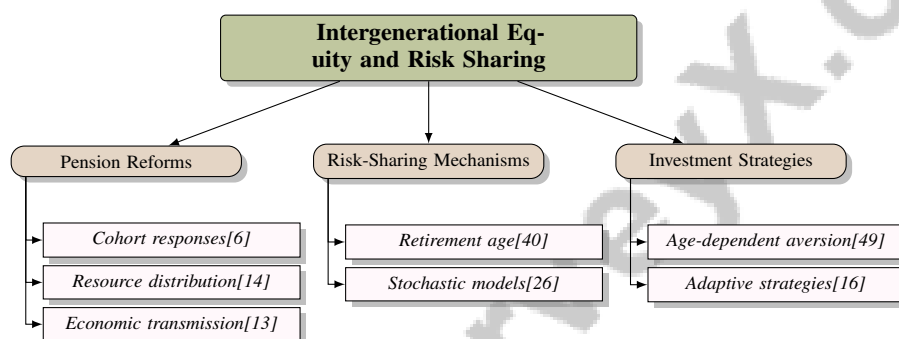 Intergenerational Eq-
uity and Risk Sharing
Pension Reforms
Risk-Sharing Mechanisms
Investment Strategies
Cohort responses[6]
Retirement age[40]
Age-dependent aversion[49]
Resource distribution[14]
Stochastic models[26]
Adaptive strategies[16]
Economic transmission[13]